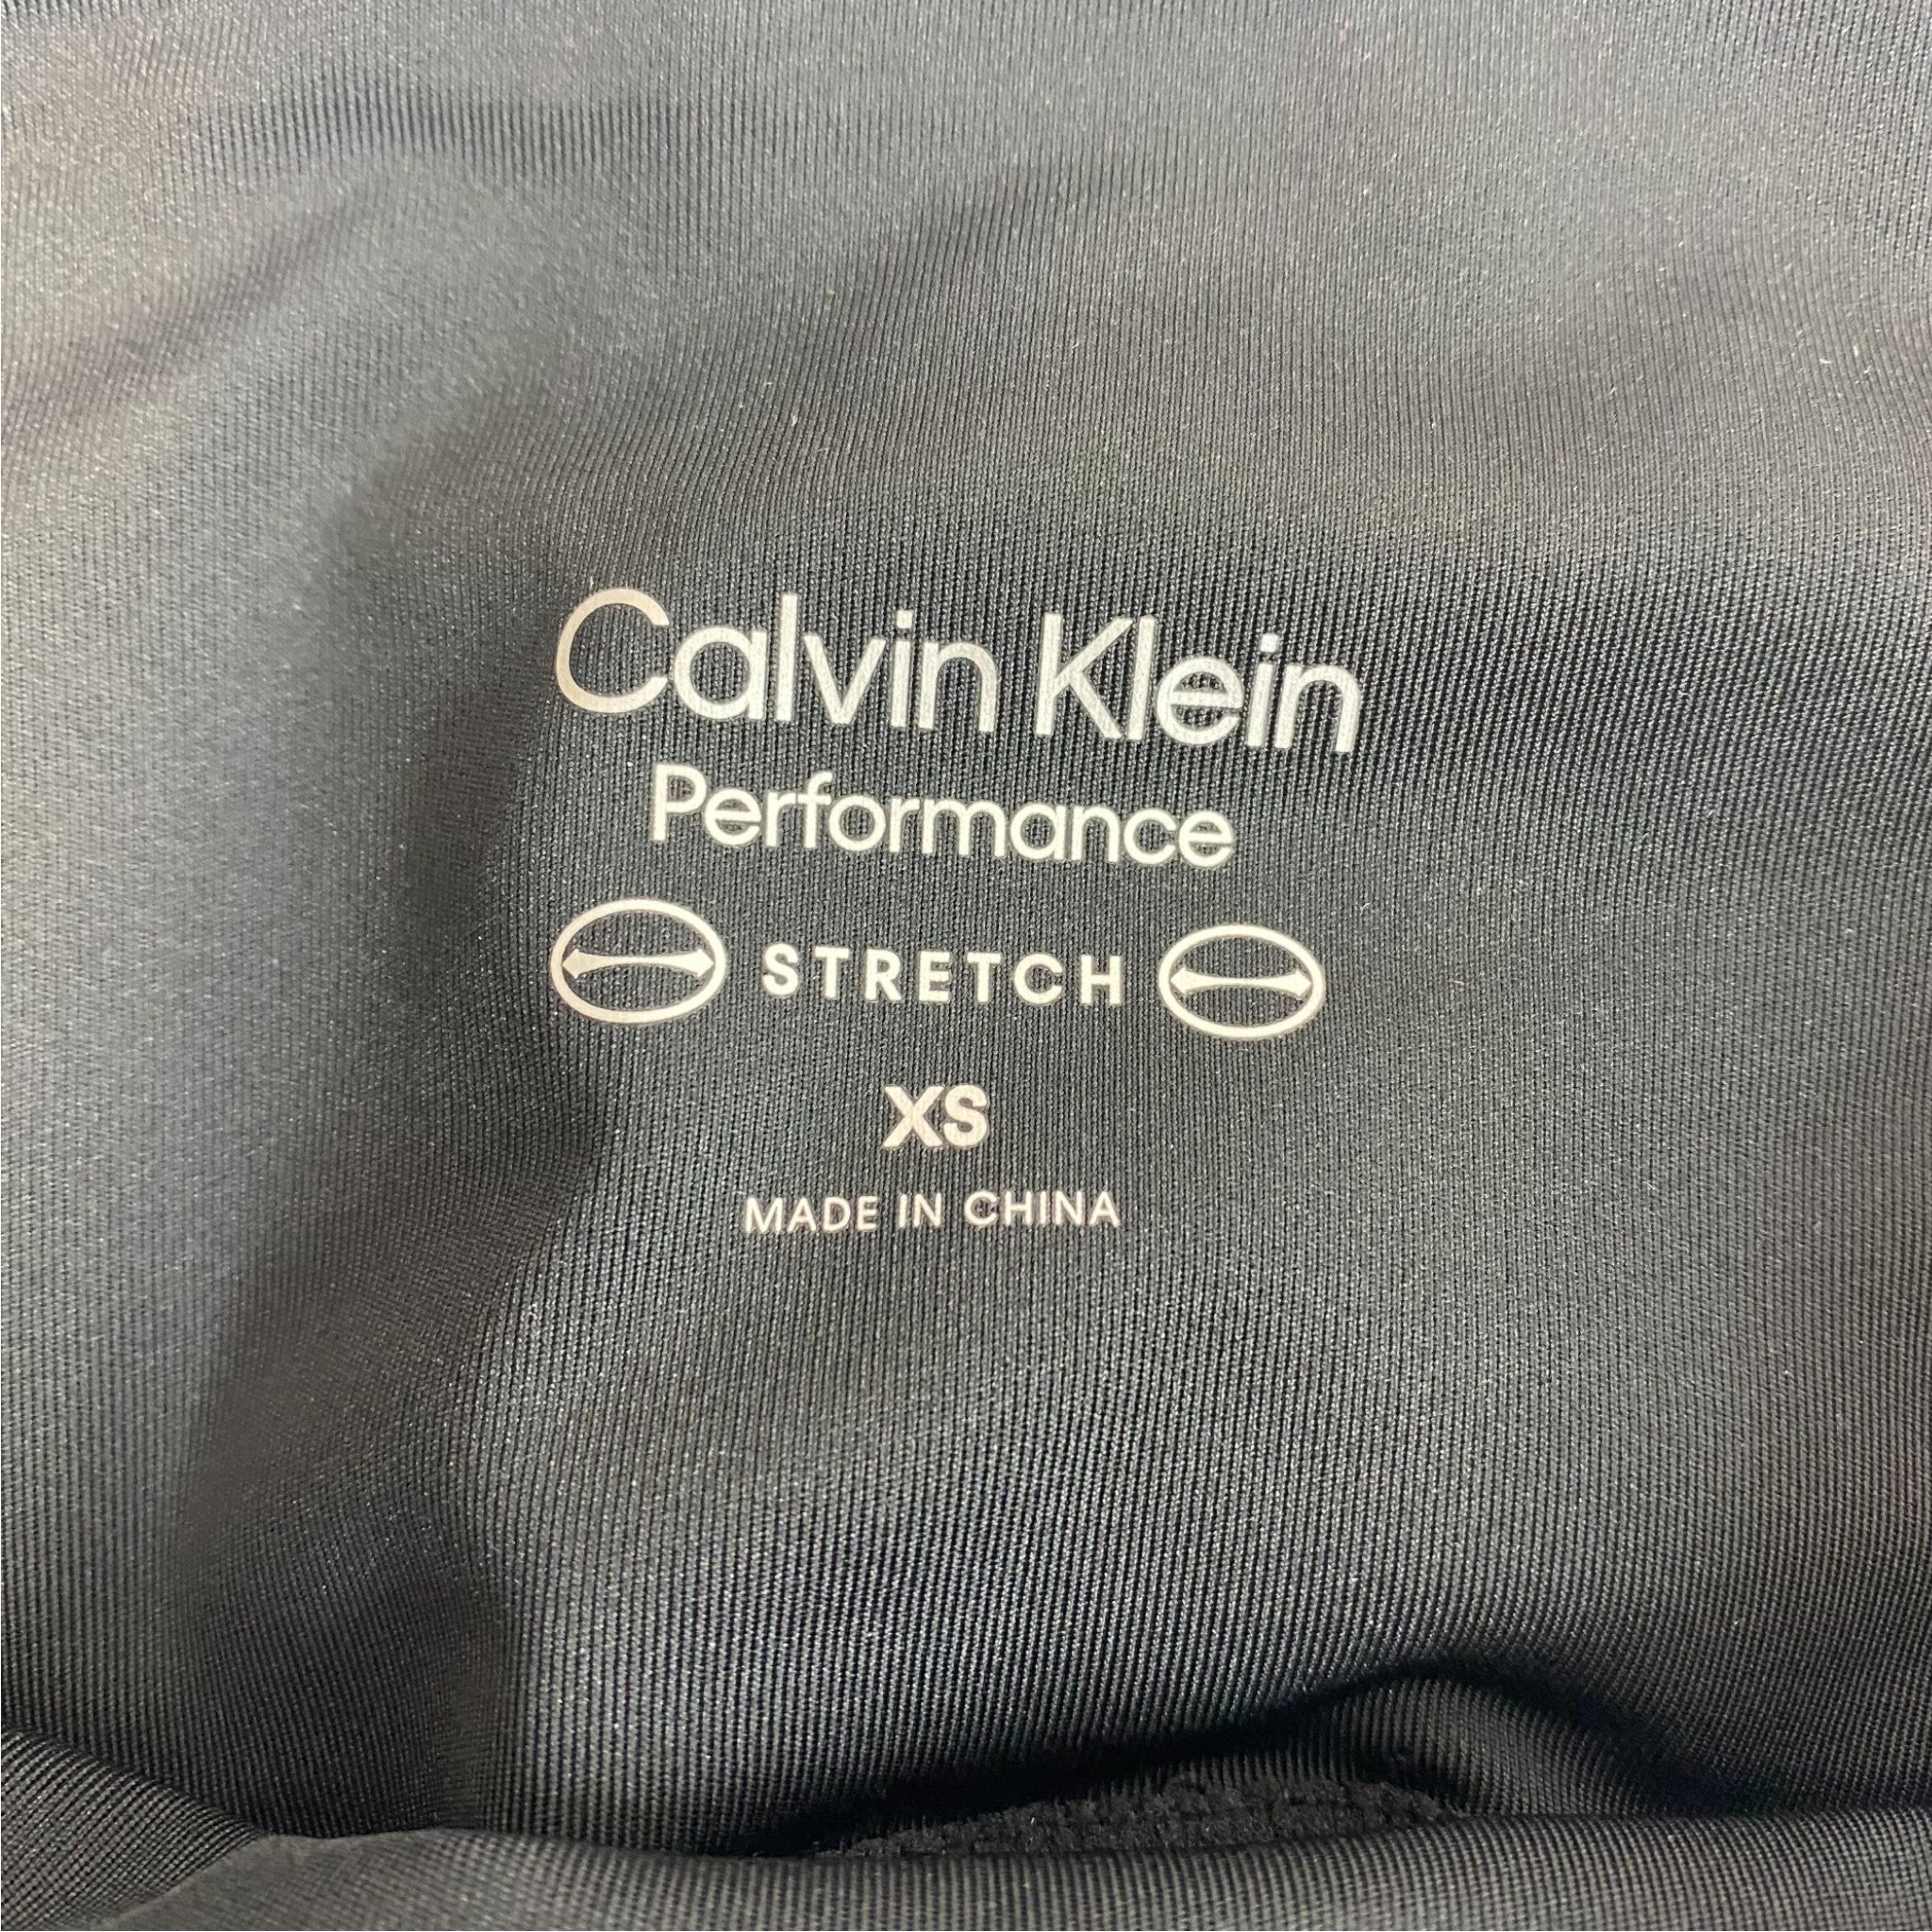 Calvin Klein
Performance
STRETCH
XS
MADE IN CHINA